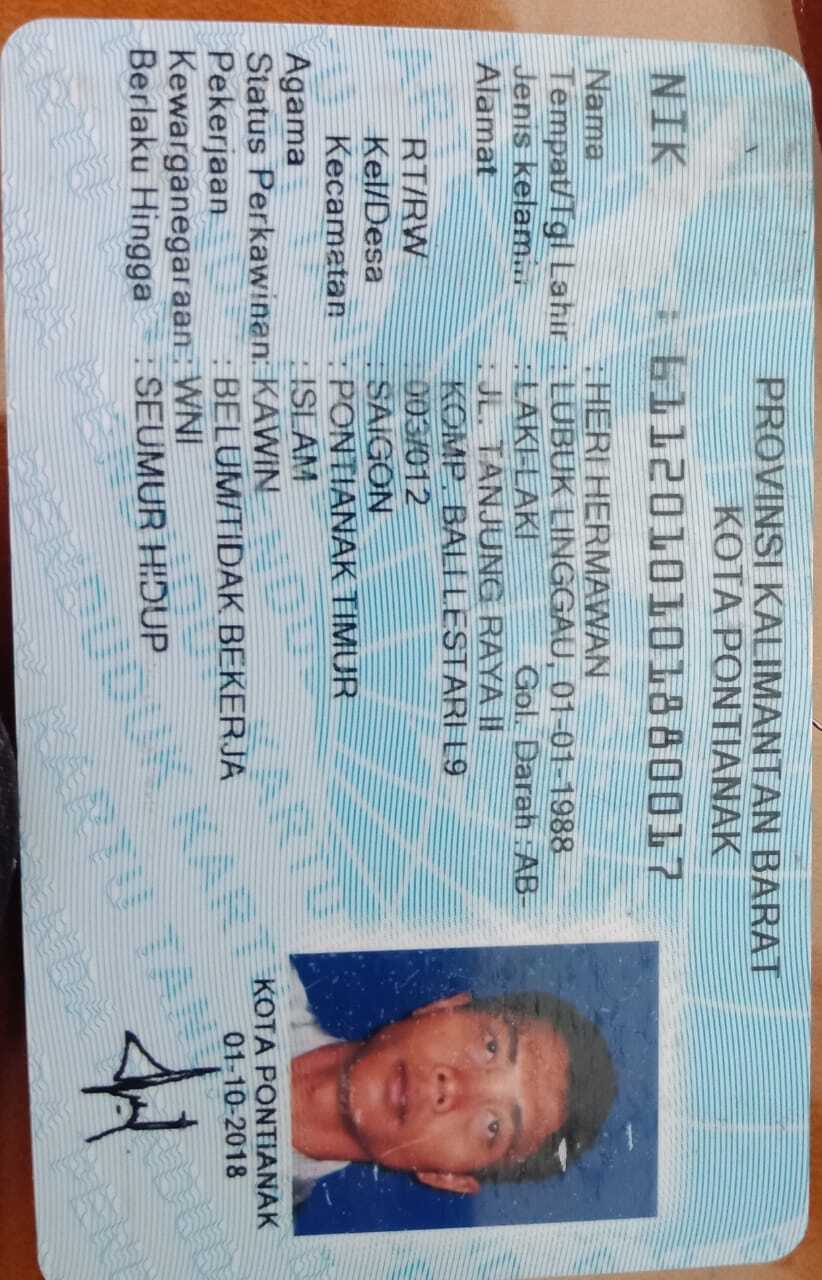 PROVINSI KALIMANTAN BARAT
KOTA PONTIANAK
NIK : 6112010101880017
Nama : HERI HERMAWAN
Tempat/Tgl Lahir : LUBUK LINGGAU, 01-01-1988
Jenis kelamin : LAKI-LAKI Gol. Darah :AB-
Alamat : JL. TANJUNG RAYA II
KOMP. BALI LESTARI L9
RT/RW : 003/012
Kel/Desa : SAIGON
Kecamatan : PONTIANAK TIMUR
Agama : ISLAM
Status Perkawinan: KAWIN
Pekerjaan : BELUM/TIDAK BEKERJA
Kewarganegaraan: WNI
Berlaku Hingga : SEUMUR HIDUP
KOTA PONTIANAK
01-10-2018